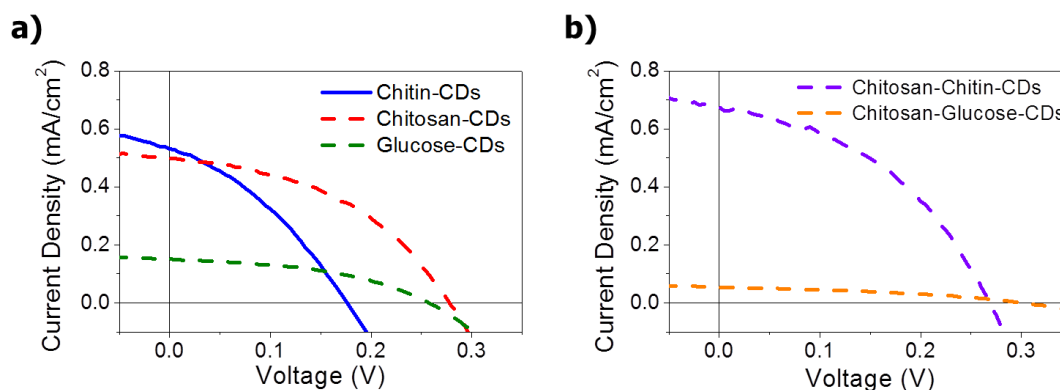 a)
Current Density (mA/cm²)
0.8
0.6
0.4
0.2
0.0
Chitin-CDs
Chitosan-CDs
Glucose-CDs
0.0 0.1 0.2 0.3
Voltage (V)
b)
Current Density (mA/cm²)
0.8
0.6
0.4
0.2
0.0
Chitosan-Chitin-CDs
Chitosan-Glucose-CDs
0.0 0.1 0.2 0.3
Voltage (V)